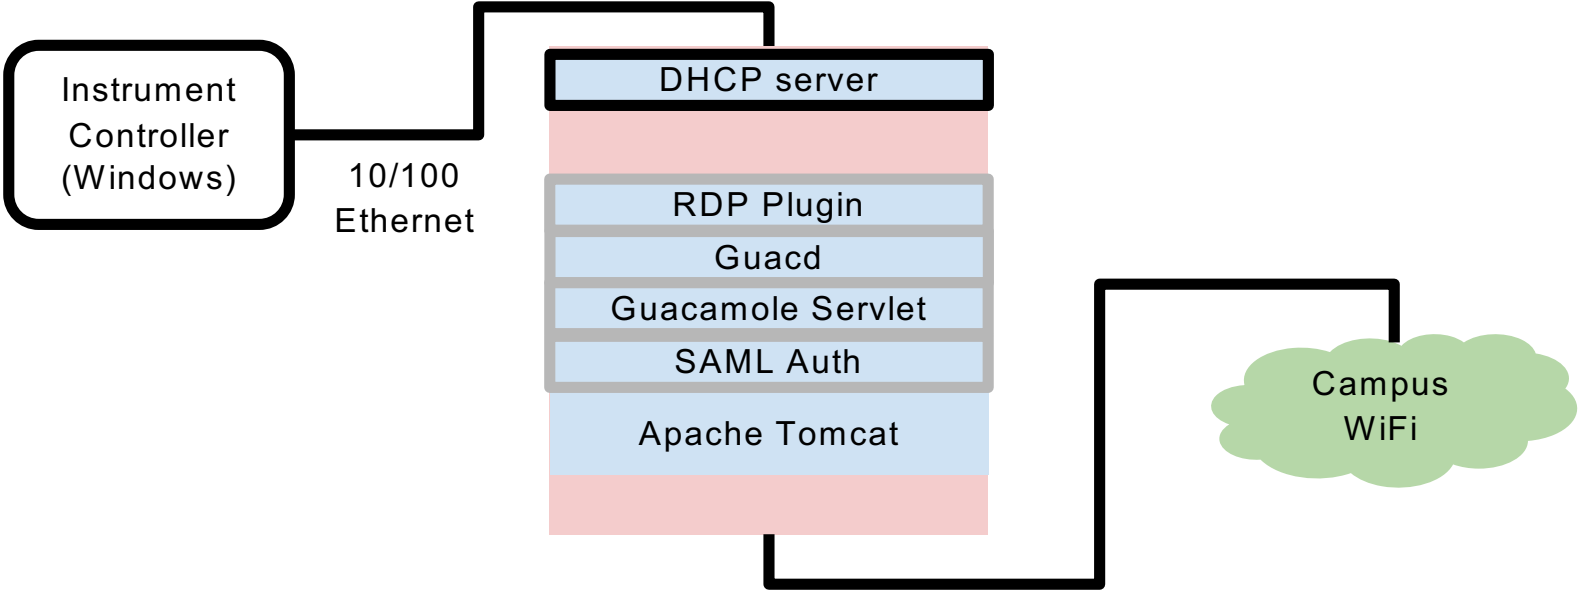 Instrument
Controller
(Windows)
10/100
Ethernet
DHCP server
RDP Plugin
Guacd
Guacamole Servlet
SAML Auth
Apache Tomcat
Campus
WiFi